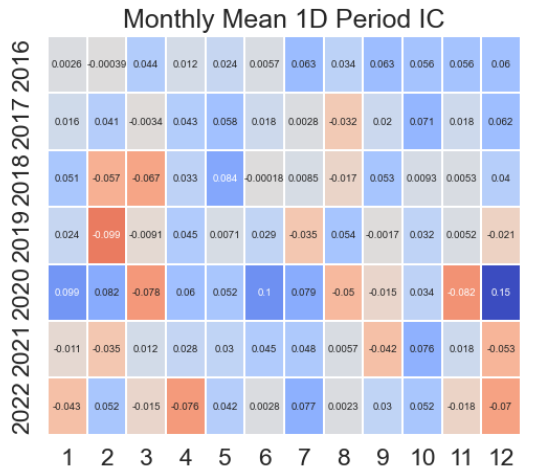 Monthly Mean 1D Period IC
2016 0.0026 -0.00039 0.044 0.012 0.024 0.0057 0.063 0.034 0.063 0.056 0.056 0.06
2017 0.016 0.041 -0.0034 0.043 0.058 0.018 0.0028 -0.032 0.02 0.071 0.018 0.062
2018 0.051 -0.057 -0.067 0.033 0.084 -0.00018 0.0085 -0.017 0.053 0.0093 0.0053 0.04
2019 0.024 -0.099 -0.0091 0.045 0.0071 0.029 -0.035 0.054 -0.0017 0.032 0.0052 -0.021
2020 0.099 0.082 -0.078 0.06 0.052 0.1 0.079 -0.05 -0.015 0.034 -0.082 0.15
2021 -0.011 -0.035 0.012 0.028 0.03 0.045 0.048 0.0057 -0.042 0.076 0.018 -0.053
2022 -0.043 0.052 -0.015 -0.076 0.042 0.0028 0.077 0.0023 0.03 0.052 -0.018 -0.07
1 2 3 4 5 6 7 8 9 10 11 12